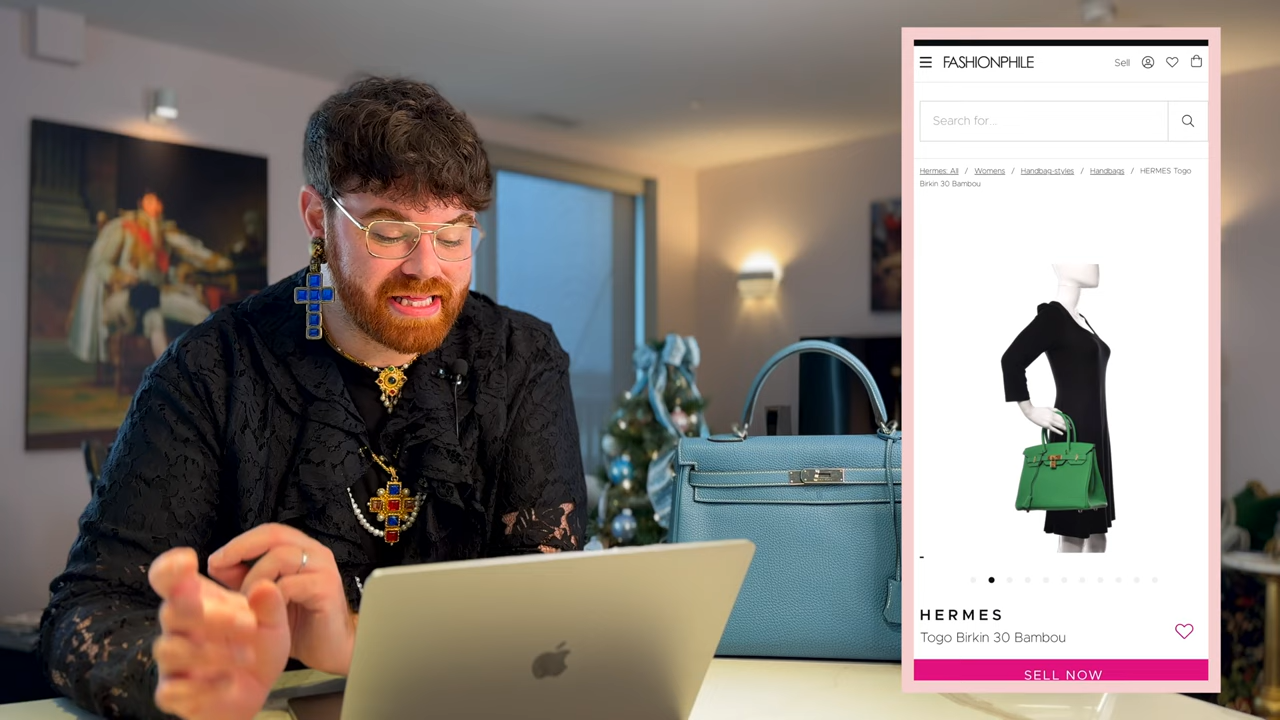 FASHIONPHILE
Sell
Search for...
Hermes: All / Womens / Handbag-styles / Handbags / HERMES Togo
Birkin 30 Bambou
HERMES
Togo Birkin 30 Bambou
SELL NOW